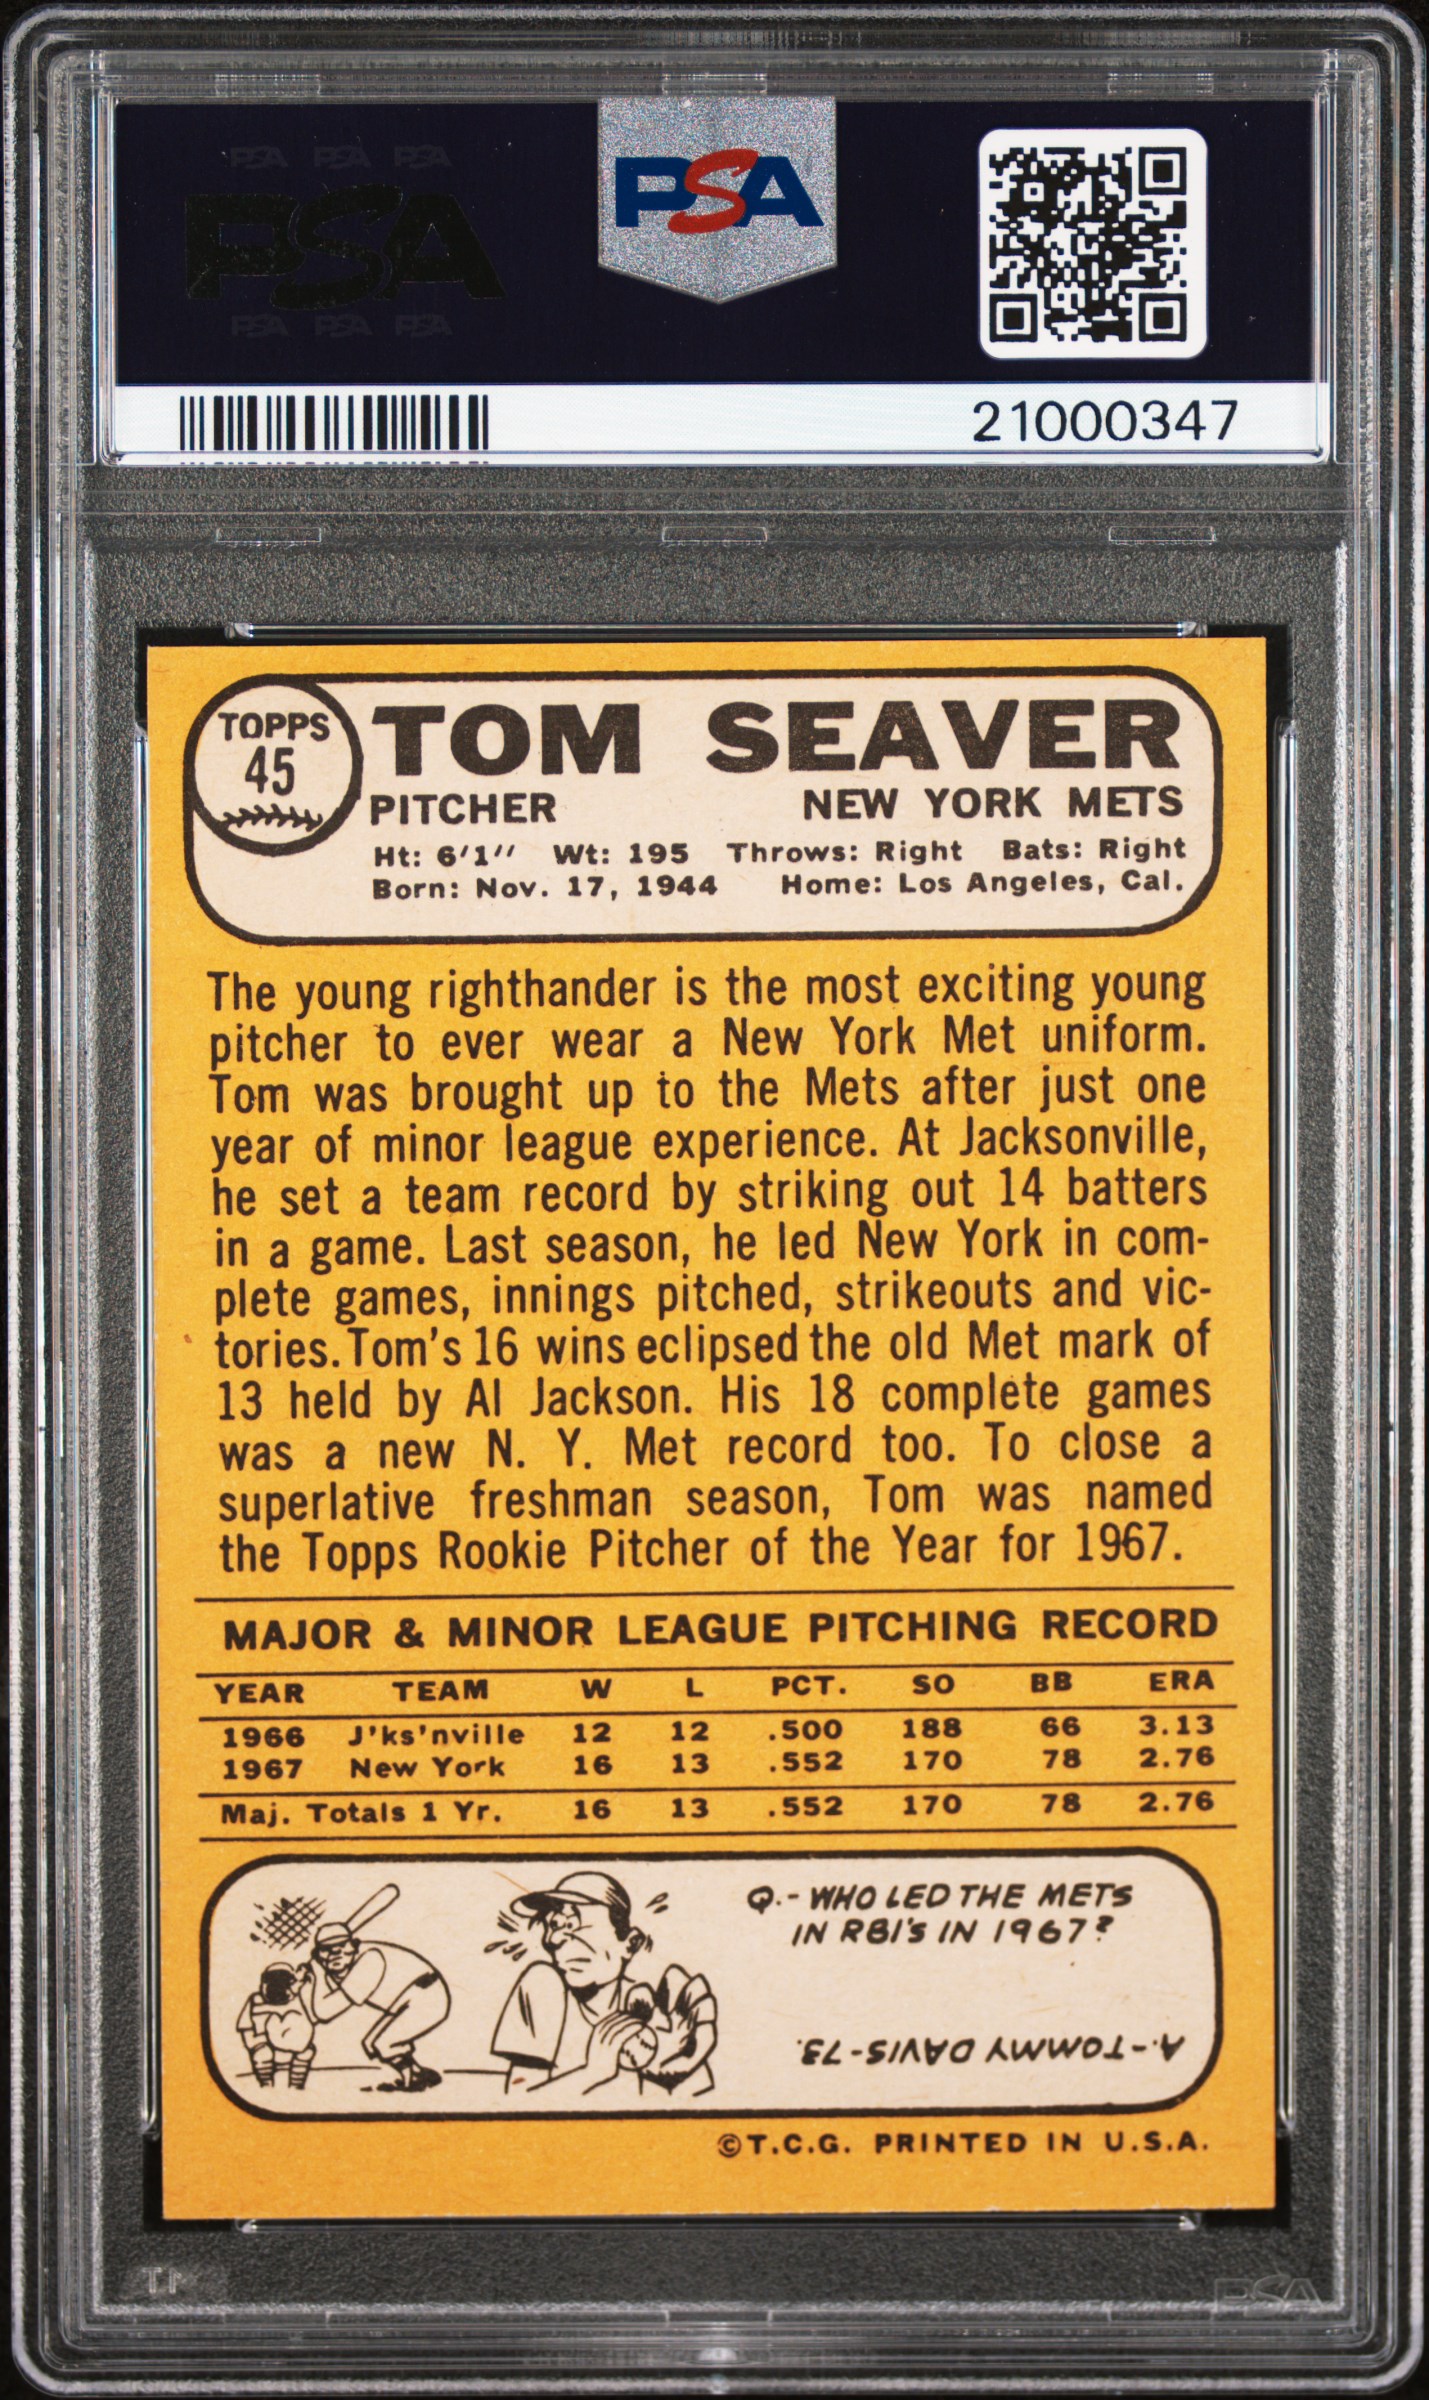 PSA PSA PSA
PSA
PSA PSA PSA
PSA
21000347
TOPPS
45
TOM SEAVER
PITCHER NEW YORK METS
Ht: 6'1" Wt: 195 Throws: Right Bats: Right
Born: Nov. 17, 1944 Home: Los Angeles, Cal.
The young righthander is the most exciting young
pitcher to ever wear a New York Met uniform.
Tom was brought up to the Mets after just one
year of minor league experience. At Jacksonville,
he set a team record by striking out 14 batters
in a game. Last season, he led New York in com-
plete games, innings pitched, strikeouts and vic-
tories. Tom's 16 wins eclipsed the old Met mark of
13 held by Al Jackson. His 18 complete games
was a new N. Y. Met record too. To close a
superlative freshman season, Tom was named
the Topps Rookie Pitcher of the Year for 1967.
MAJOR & MINOR LEAGUE PITCHING RECORD
YEAR TEAM W L PCT. SO BB ERA
1966 J'ks'nville 12 12 .500 188 66 3.13
1967 New York 16 13 .552 170 78 2.76
Maj. Totals 1 Yr. 16 13 .552 170 78 2.76
Q.- WHO LED THE METS
IN RBI'S IN 1967?
A.-TOMMY DAVIS-73.
©T.C.G. PRINTED IN U.S.A.
PSA